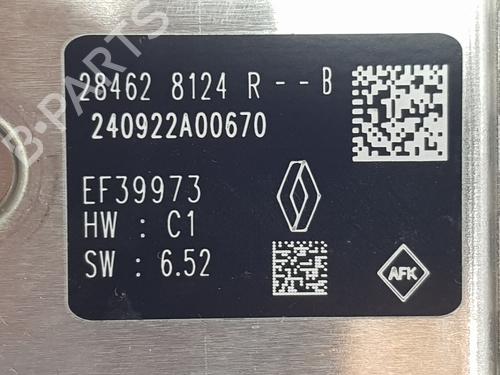 28462 8124 R--B
240922A00670
EF39973
HW : C1
SW : 6.52
AFK
B-PARTS